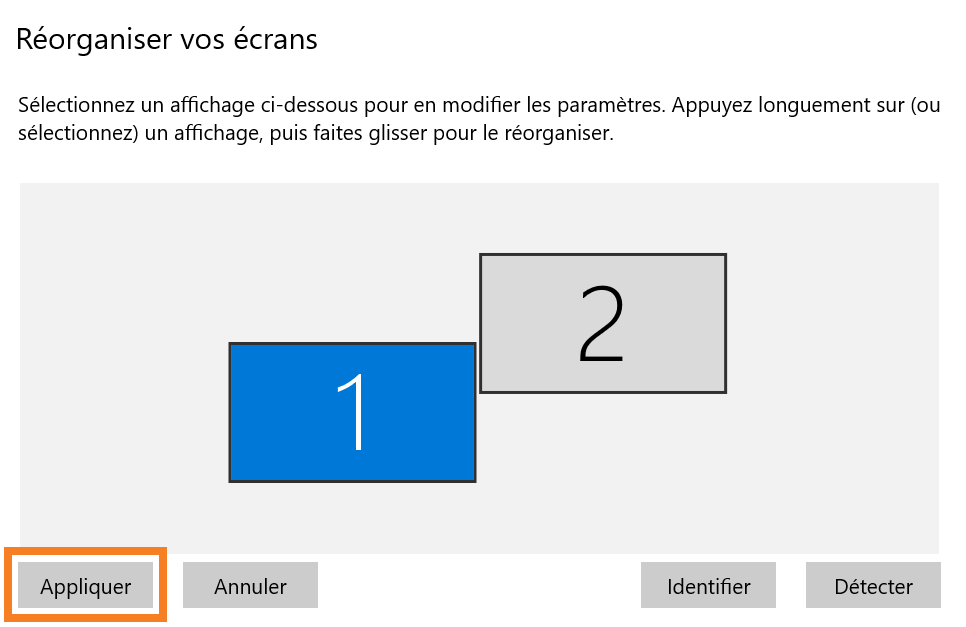 Réorganiser vos écrans
Sélectionnez un affichage ci-dessous pour en modifier les paramètres. Appuyez longuement sur (ou
sélectionnez) un affichage, puis faites glisser pour le réorganiser.
2
1
Appliquer
Annuler
Identifier
Détecter